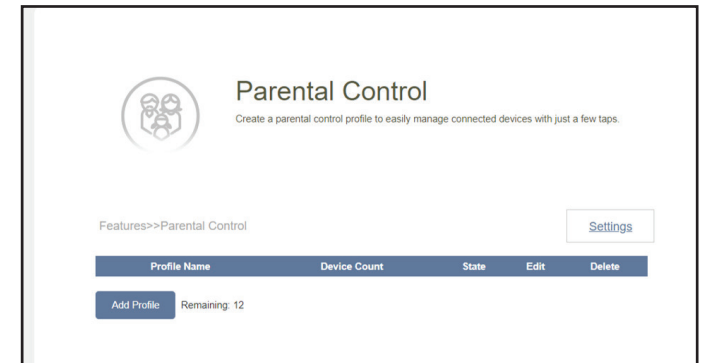 Parental Control
Create a parental control profile to easily manage connected devices with just a few taps.
Features>>Parental Control
Settings
Profile Name Device Count State Edit Delete
Add Profile Remaining: 12